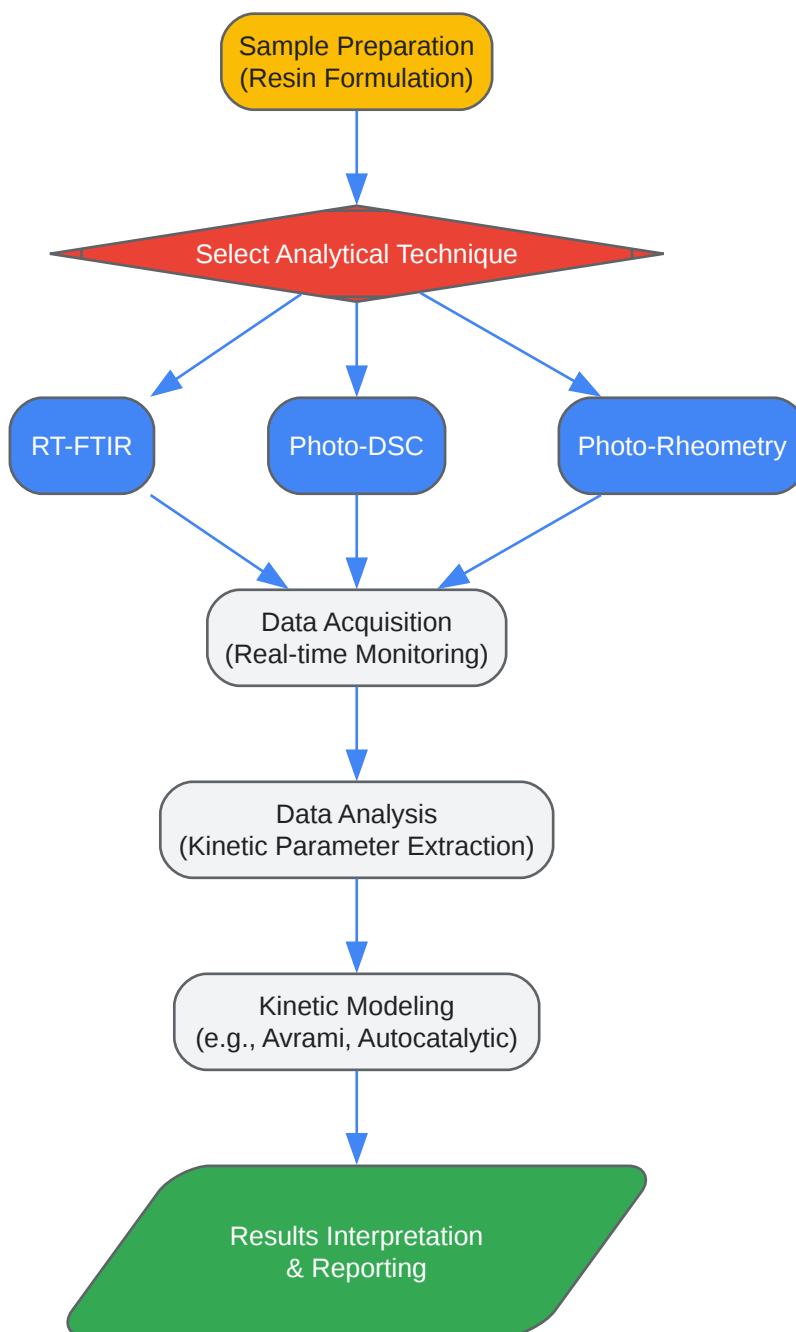 Sample Preparation
(Resin Formulation)
Select Analytical Technique
RT-FTIR
Photo-DSC
Photo-Rheometry
Data Acquisition
(Real-time Monitoring)
Data Analysis
(Kinetic Parameter Extraction)
Kinetic Modeling
(e.g., Avrami, Autocatalytic)
Results Interpretation
& Reporting